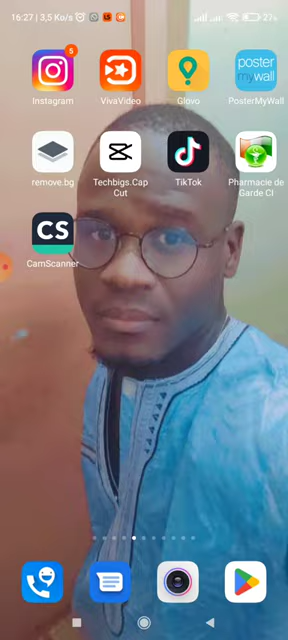 16:27 | 3,5 Ko/s
27%
5
Instagram
VivaVideo
Glovo
poster
my
wall
PosterMyWall
remove.bg
Techbigs.Cap
Cut
TikTok
Pharmacie de
Garde CI
CS
CamScanner